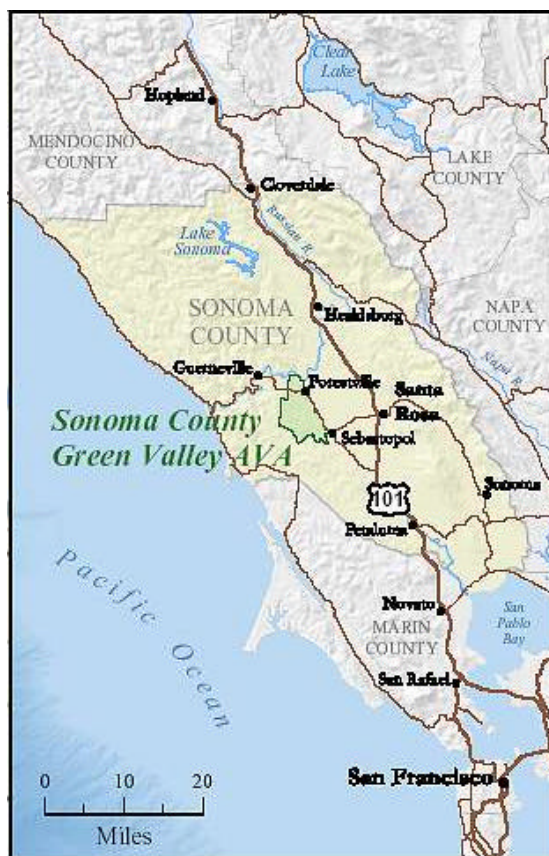 Clear
Lake
Hopland
MENDOCINO
COUNTY
LAKE
COUNTY
Cloverdale
Russian R.
Lake
Sonoma
SONOMA
COUNTY
Healdsburg
NAPA
COUNTY
Napa R.
Guerneville
Forestville
Santa
Rosa
Sonoma County
Green Valley AVA
Sebastopol
101
Sonoma
Petaluma
Pacific Ocean
Novato
San
Pablo
Bay
MARIN
COUNTY
San Rafael
San Francisco
0 10 20
Miles